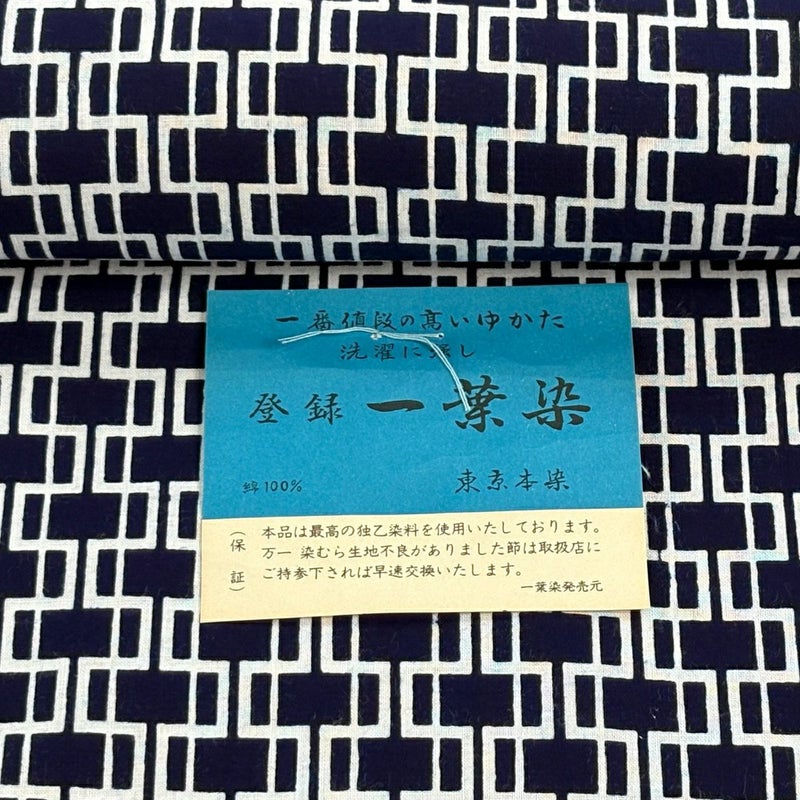 一番値段の高いゆかた
洗濯に強し
登録 一葉染
綿100% 東京本染
(保証)
本品は最高の独乙染料を使用いたしております。
万一 染むら生地不良がありました節は取扱店に
ご持参下されば早速交換いたします。
一葉染発売元